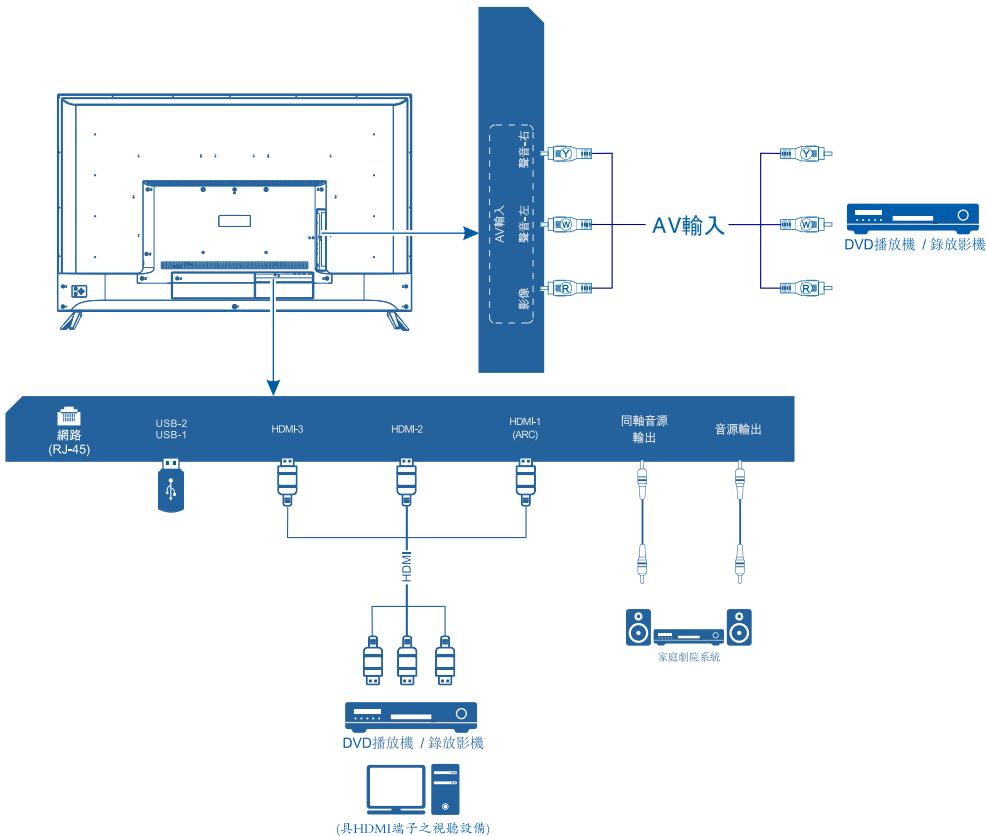 聲音-右
聲音-左
影像
AV輸入
Y
W
R
AV輸入
Y
W
R
DVD播放機 / 錄放影機
網路
(RJ-45)
USB-2
USB-1
HDMI-3
HDMI-2
HDMI-1
(ARC)
同軸音源
輸出
音源輸出
HDMI
家庭劇院系統
DVD播放機 / 錄放影機
(具HDMI端子之視聽設備)